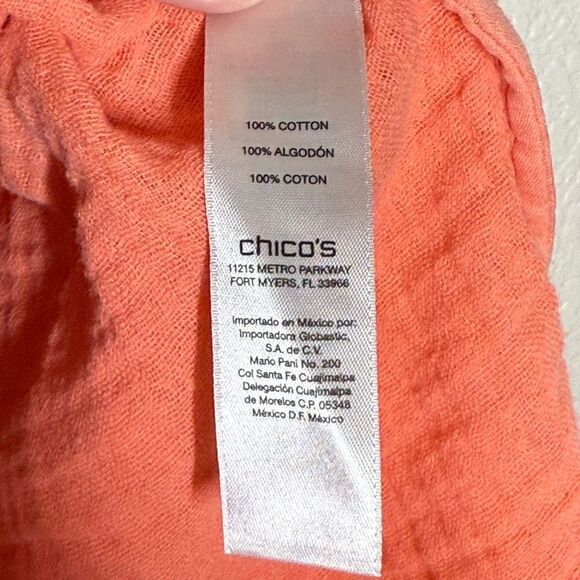 100% COTTON
100% ALGODÓN
100% COTON
chico's
11215 METRO PARKWAY
FORT MYERS, FL 33966
Importado en México por:
Importadora Globastic,
S.A. de C.V.
Mario Pani No. 200
Col Santa Fe Cuajimalpa
Delegación Cuajimalpa
de Morelos C.P. 05348
México D.F. México